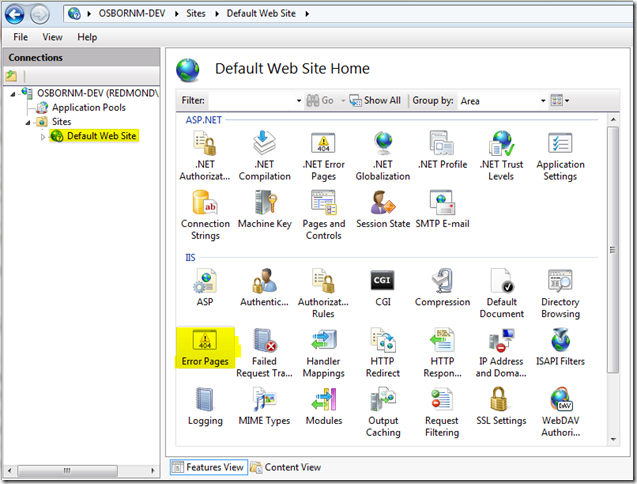 OSBORNM-DEV Sites Default Web Site
File View Help
Connections
OSBORNM-DEV (REDMOND\
Application Pools
Sites
Default Web Site
Default Web Site Home
Filter: Go Show All Group by: Area
ASP.NET
.NET Authorizat... .NET Compilation .NET Error Pages .NET Globalization .NET Profile .NET Trust Levels Application Settings
Connection Strings Machine Key Pages and Controls Session State SMTP E-mail
IIS
ASP Authentic... Authorizat... Rules CGI Compression Default Document Directory Browsing
Error Pages Failed Request Tra... Handler Mappings HTTP Redirect HTTP Respon... IP Address and Doma... ISAPI Filters
Logging MIME Types Modules Output Caching Request Filtering SSL Settings WebDAV Authori...
Features View Content View